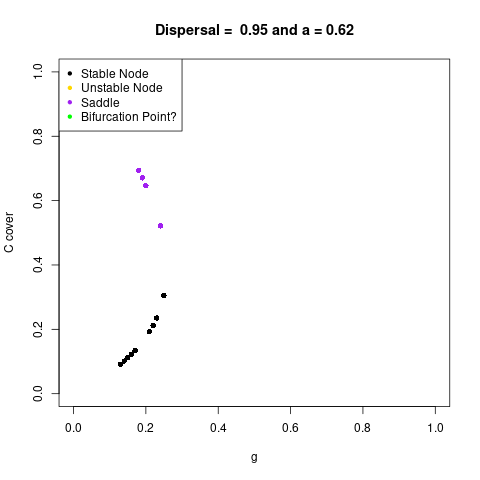 Dispersal =  0.95 and a = 0.62
Stable Node
Unstable Node
Saddle
Bifurcation Point?
C cover
1.0
0.8
0.6
0.4
0.2
0.0
0.0 0.2 0.4 0.6 0.8 1.0
g